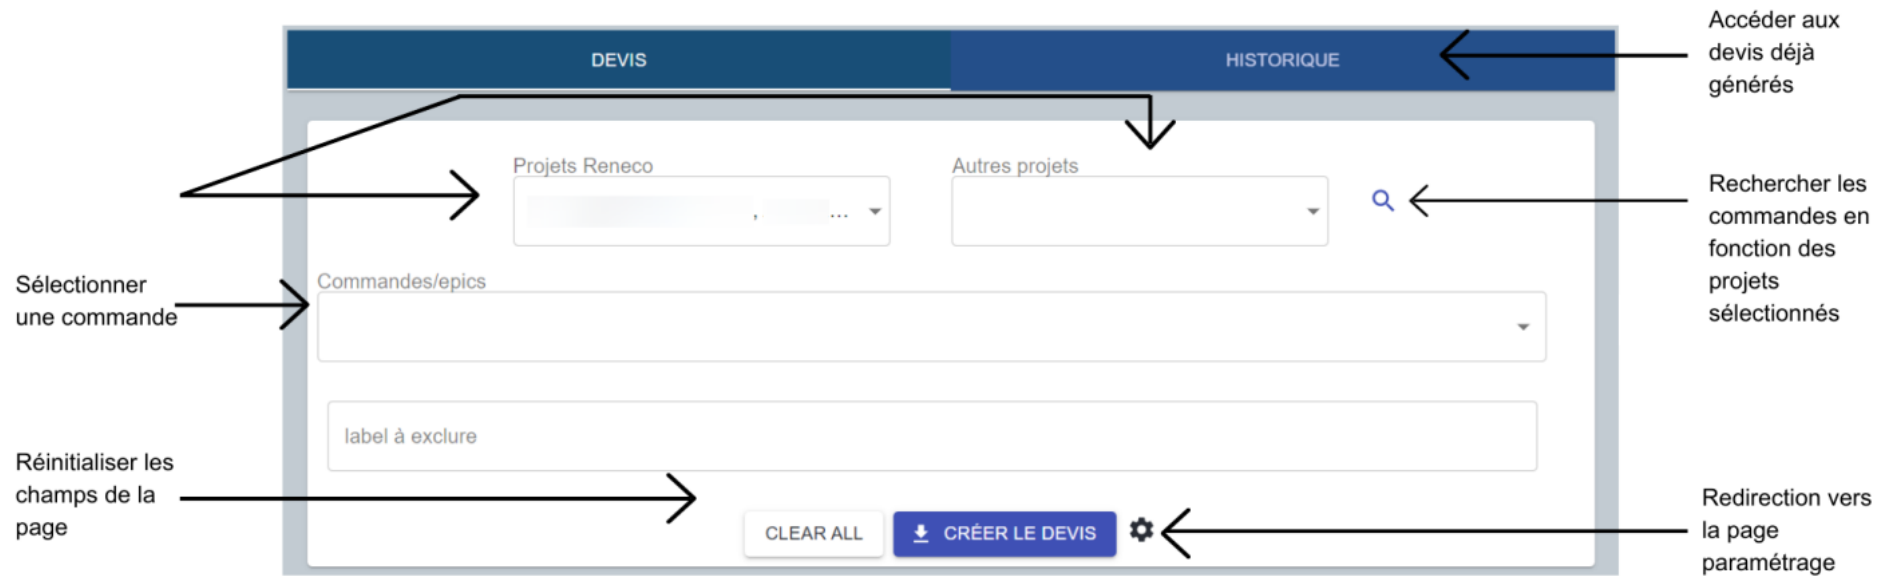 Accéder aux
devis déjà
générés
DEVIS
HISTORIQUE
Projets Reneco
, ...
Autres projets
Rechercher les
commandes en
fonction des
projets
sélectionnés
Sélectionner
une commande
Commandes/epics
label à exclure
Réinitialiser les
champs de la
page
CLEAR ALL
CRÉER LE DEVIS
Redirection vers
la page
paramétrage